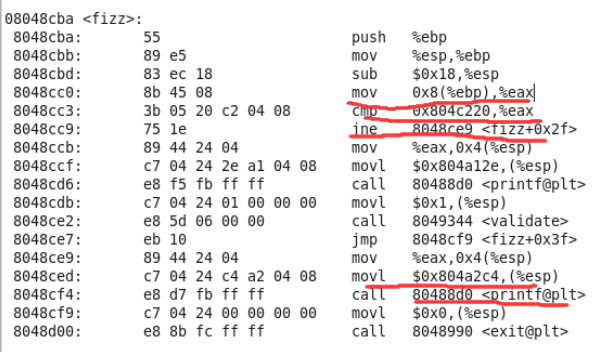 08048cba <fizz>:
8048cba: 55 push %ebp
8048cbb: 89 e5 mov %esp,%ebp
8048cbd: 83 ec 18 sub $0x18,%esp
8048cc0: 8b 45 08 mov 0x8(%ebp),%eax
8048cc3: 3b 05 20 c2 04 08 cmp 0x804c220,%eax
8048cc9: 75 1e jne 8048ce9 <fizz+0x2f>
8048ccb: 89 44 24 04 mov %eax,0x4(%esp)
8048ccf: c7 04 24 2e a1 04 08 movl $0x804a12e,(%esp)
8048cd6: e8 f5 fb ff ff call 80488d0 <printf@plt>
8048cdb: c7 04 24 01 00 00 00 movl $0x1,(%esp)
8048ce2: e8 5d 06 00 00 call 8049344 <validate>
8048ce7: eb 10 jmp 8048cf9 <fizz+0x3f>
8048ce9: 89 44 24 04 mov %eax,0x4(%esp)
8048ced: c7 04 24 c4 a2 04 08 movl $0x804a2c4,(%esp)
8048cf4: e8 d7 fb ff ff call 80488d0 <printf@plt>
8048cf9: c7 04 24 00 00 00 00 movl $0x0,(%esp)
8048d00: e8 8b fc ff ff call 8048990 <exit@plt>